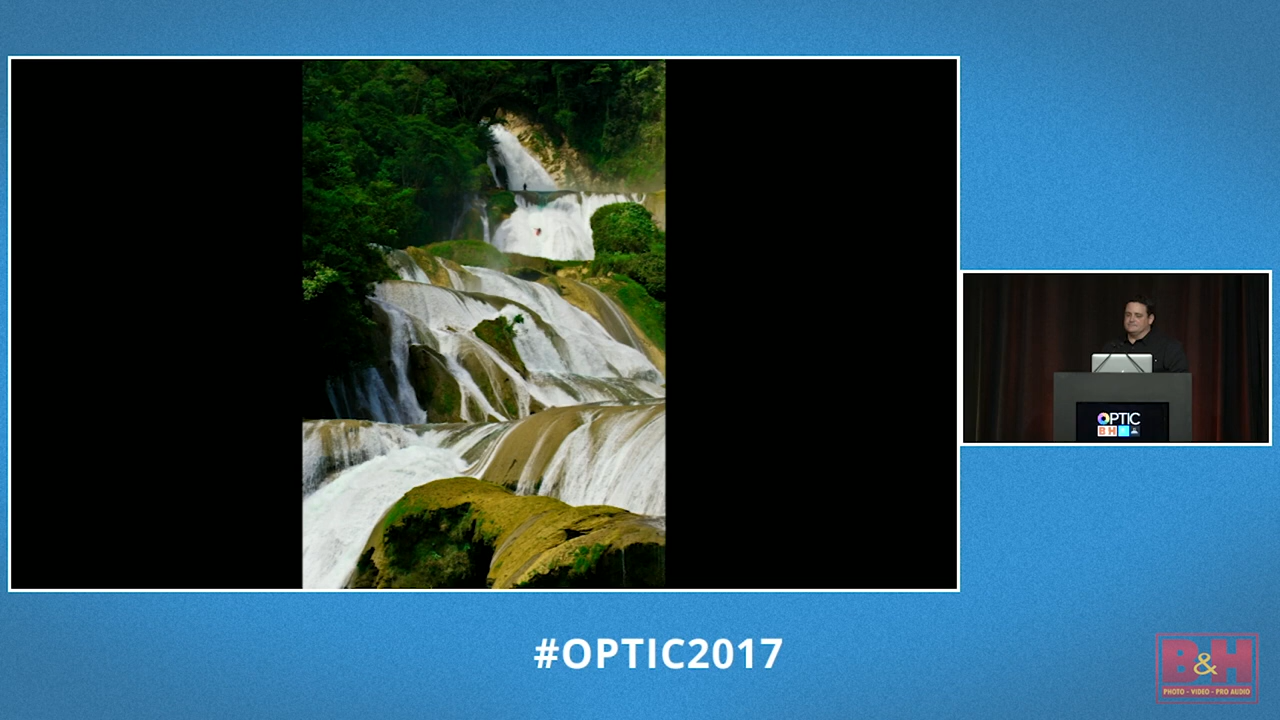 OPTIC
B H
#OPTIC2017
B&H
PHOTO - VIDEO - PRO AUDIO